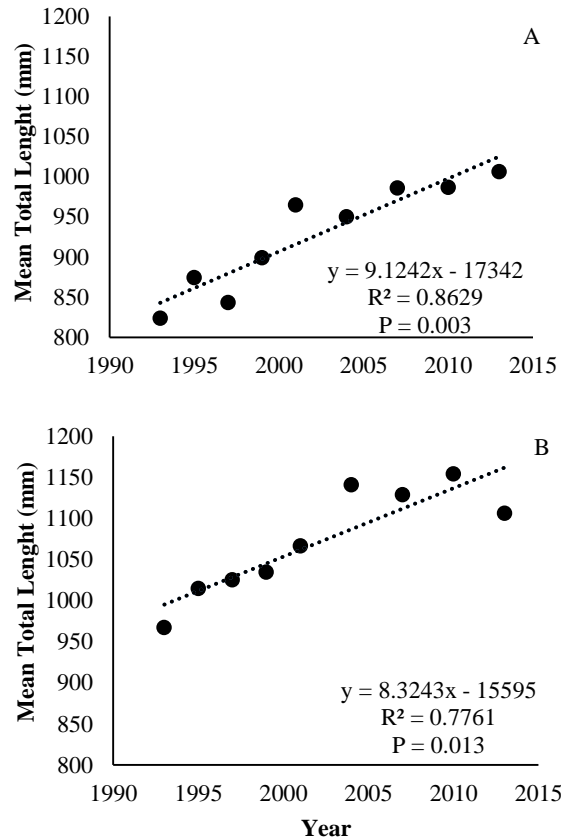 A
Mean Total Lenght (mm)
1200
1150
1100
1050
1000
950
900
850
800
y = 9.1242x - 17342
R² = 0.8629
P = 0.003
1990 1995 2000 2005 2010 2015
B
Mean Total Lenght (mm)
1200
1150
1100
1050
1000
950
900
850
800
y = 8.3243x - 15595
R² = 0.7761
P = 0.013
1990 1995 2000 2005 2010 2015
Year